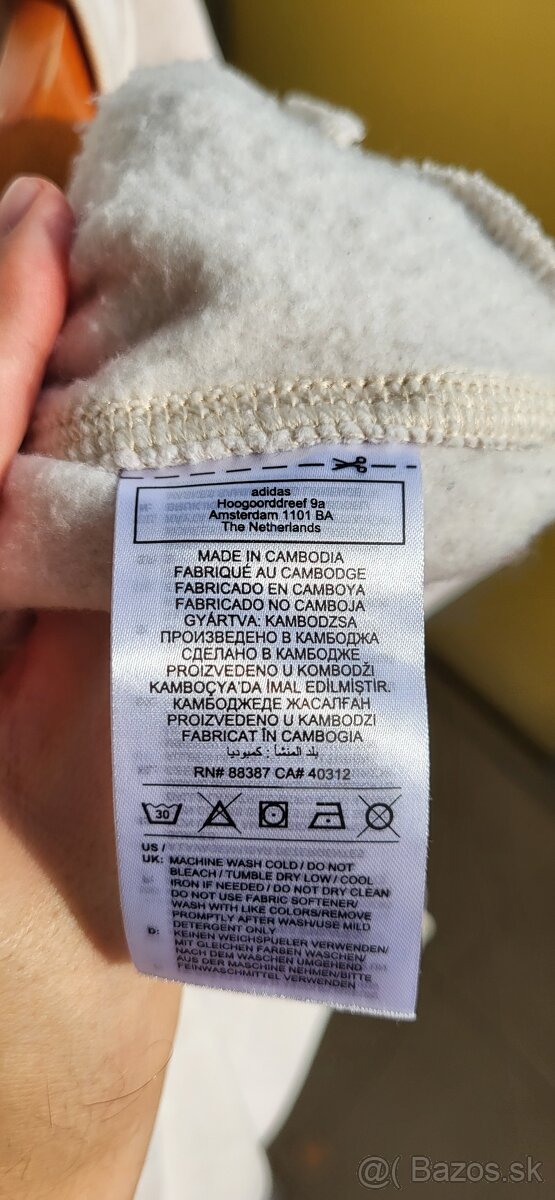 adidas
Hoogoorddreef 9a
Amsterdam 1101 BA
The Netherlands
MADE IN CAMBODIA
FABRIQUÉ AU CAMBODGE
FABRICADO EN CAMBOYA
FABRICADO NO CAMBOJA
GYÁRTVA: KAMBODZSA
ПРОИЗВЕДЕНО В КАМБОДЖА
СДЕЛАНО В КАМБОДЖЕ
PROIZVEDENO U KOMBODŽI
KAMBOÇYA'DA İMAL EDİLMİŞTİR.
КАМБОДЖЕДЕ ЖАСАЛҒАН
PROIZVEDENO U KAMBODZI
FABRICAT ÎN CAMBOGIA
بلد المنشأ : كمبوديا
RN# 88387 CA# 40312
30
US /
UK: MACHINE WASH COLD / DO NOT
BLEACH / TUMBLE DRY LOW / COOL
IRON IF NEEDED / DO NOT DRY CLEAN
DO NOT USE FABRIC SOFTENER/
WASH WITH LIKE COLORS/REMOVE
PROMPTLY AFTER WASH/USE MILD
DETERGENT ONLY
D: KEINEN WEICHSPUELER VERWENDEN/
MIT GLEICHEN FARBEN WASCHEN/
NACH DEM WASCHEN UMGEHEND
AUS DER MASCHINE NEHMEN/BITTE
FEINWASCHMITTEL VERWENDEN
@( Bazos.sk